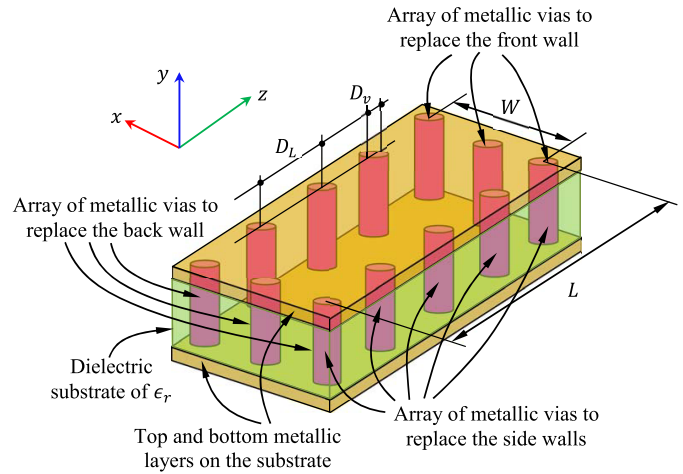 Array of metallic vias to
replace the front wall
y
z
x
D_v
W
D_L
Array of metallic vias to
replace the back wall
L
Dielectric
substrate of ϵ_r
Array of metallic vias to
replace the side walls
Top and bottom metallic
layers on the substrate